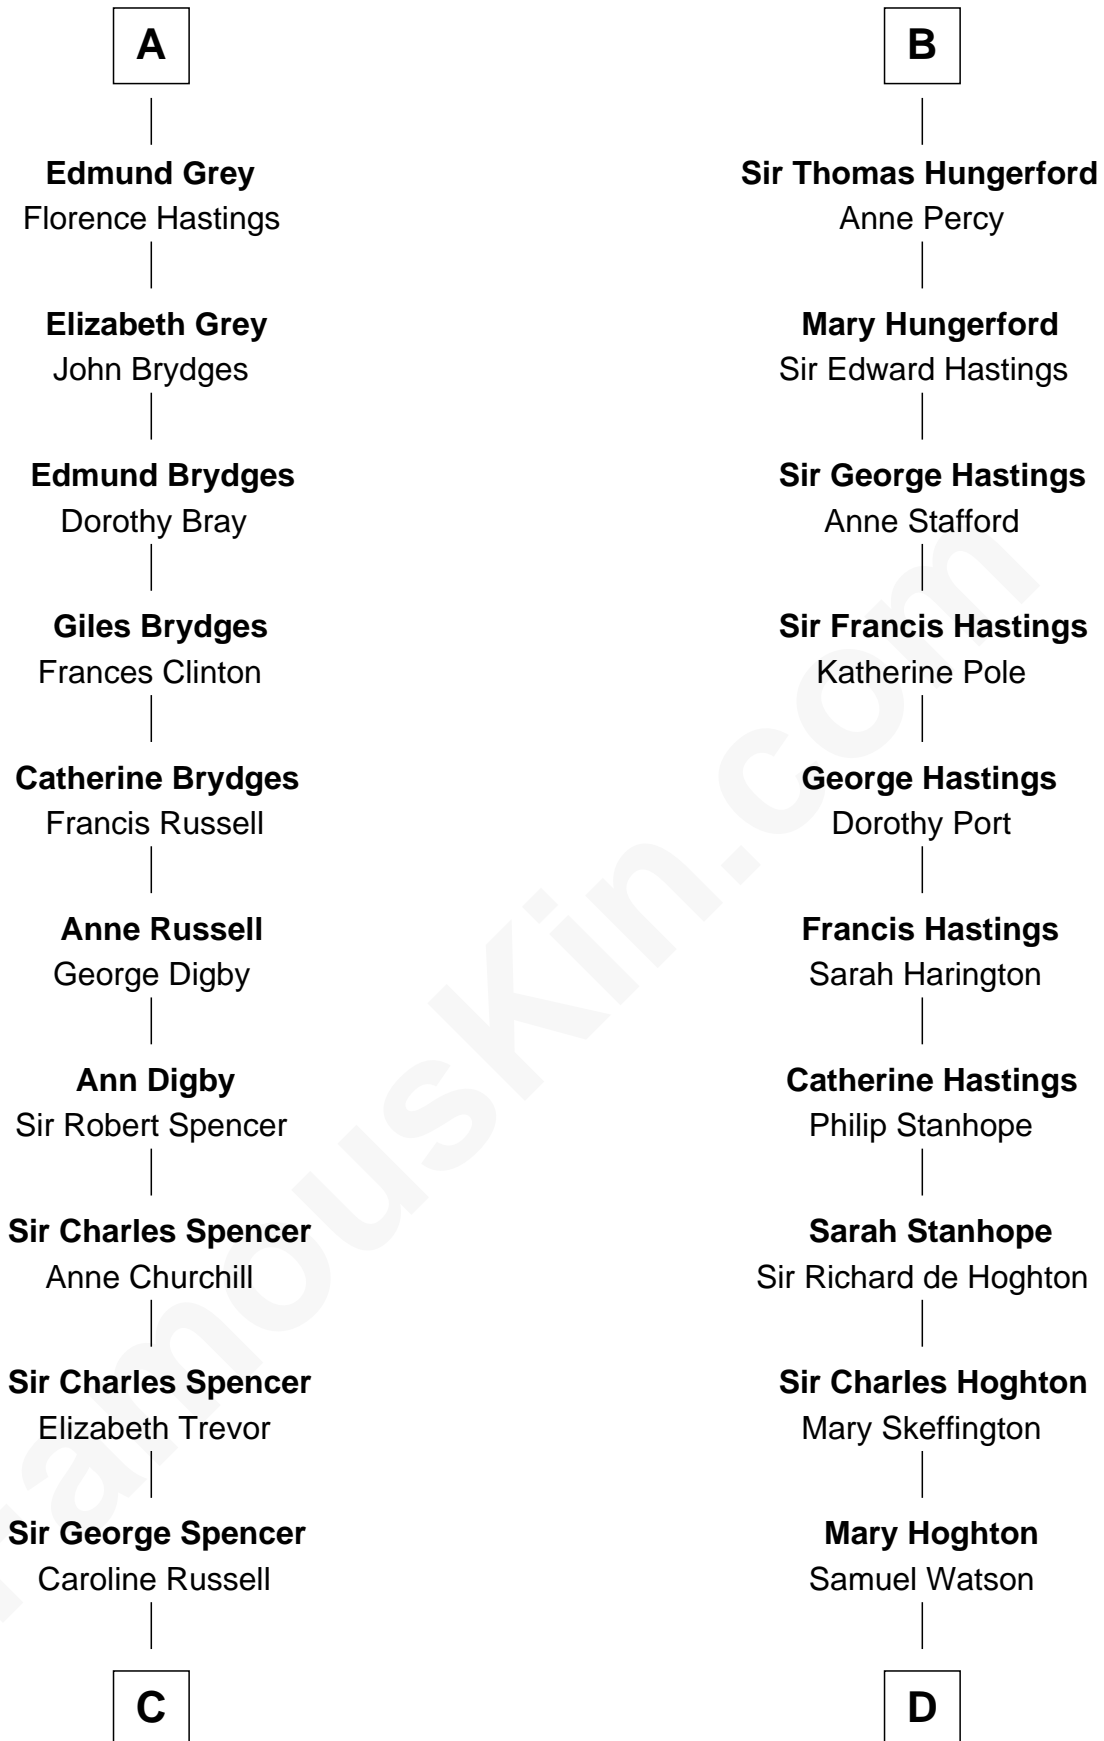 A
Edmund Grey
Florence Hastings
Elizabeth Grey
John Brydges
Edmund Brydges
Dorothy Bray
Giles Brydges
Frances Clinton
Catherine Brydges
Francis Russell
Anne Russell
George Digby
Ann Digby
Sir Robert Spencer
Sir Charles Spencer
Anne Churchill
Sir Charles Spencer
Elizabeth Trevor
Sir George Spencer
Caroline Russell
C
B
Sir Thomas Hungerford
Anne Percy
Mary Hungerford
Sir Edward Hastings
Sir George Hastings
Anne Stafford
Sir Francis Hastings
Katherine Pole
George Hastings
Dorothy Port
Francis Hastings
Sarah Harington
Catherine Hastings
Philip Stanhope
Sarah Stanhope
Sir Richard de Hoghton
Sir Charles Hoghton
Mary Skeffington
Mary Hoghton
Samuel Watson
D
FamousKin.com